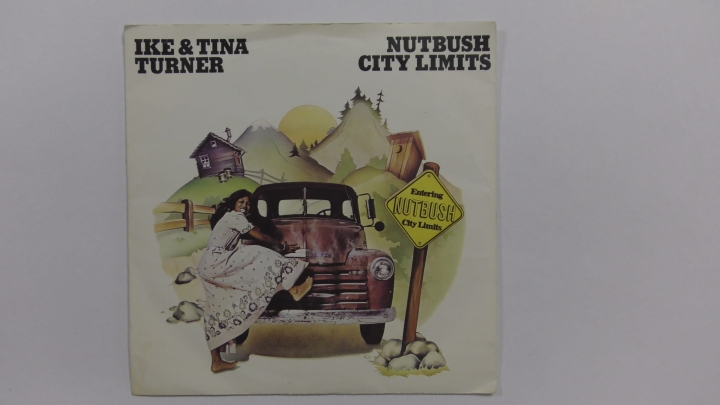 IKE & TINA
TURNER
NUTBUSH
CITY LIMITS
Entering
NUTBUSH
City Limits